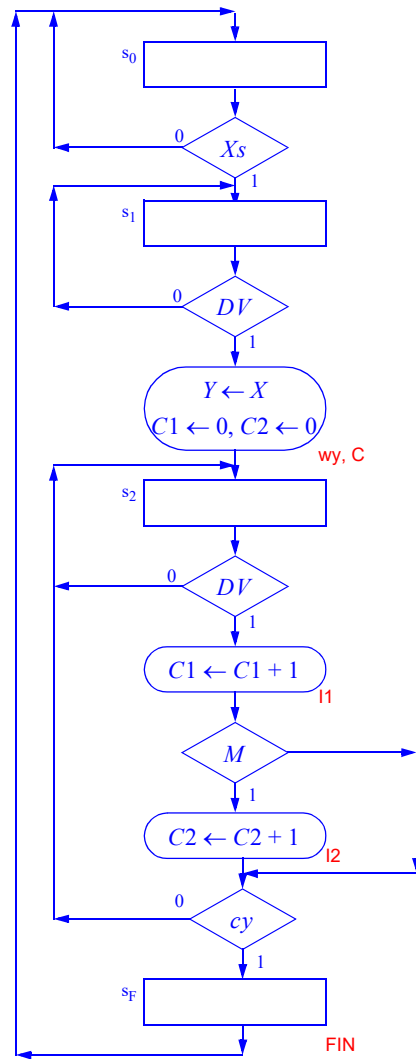 s0
0
Xs
1
s1
0
DV
1
Y ← X
C1 ← 0, C2 ← 0
wy, C
s2
0
DV
1
C1 ← C1 + 1
I1
M
1
C2 ← C2 + 1
I2
0
cy
1
sF
FIN